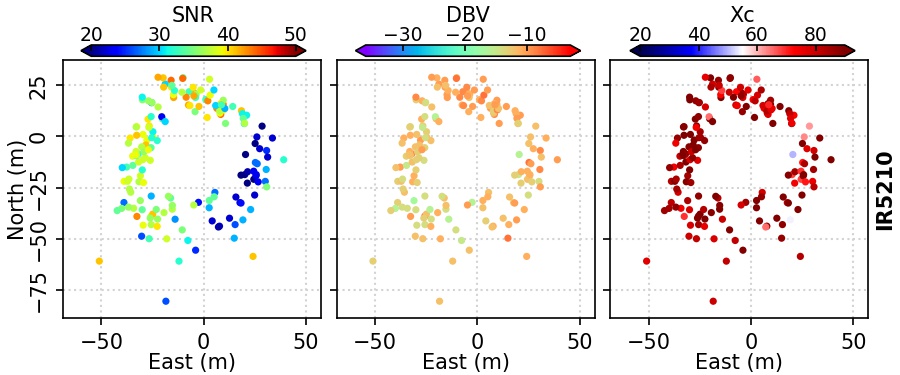 SNR DBV Xc
20 30 40 50 −30 −20 −10 20 40 60 80
25
0
−25
−50
−75
North (m)
IR5210
−50 0 50 −50 0 50 −50 0 50
East (m) East (m) East (m)